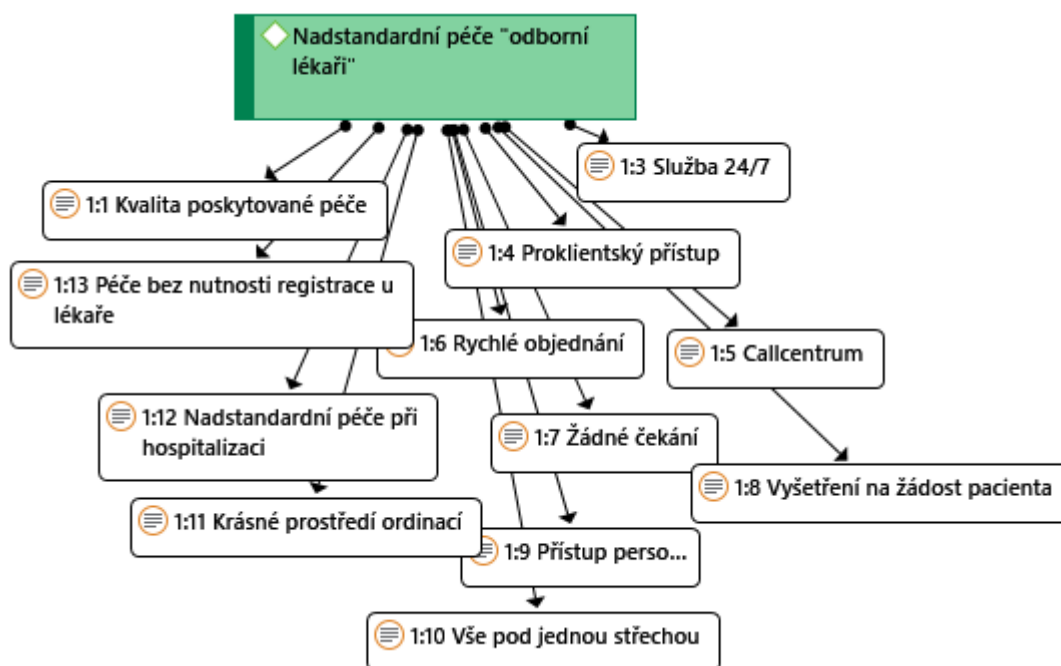 Nadstandardní péče "odborní
lékaři"
1:3 Služba 24/7
1:1 Kvalita poskytované péče
1:4 Proklientský přístup
1:13 Péče bez nutnosti registrace u
lékaře
1:6 Rychlé objednání
1:5 Callcentrum
1:12 Nadstandardní péče při
hospitalizaci
1:7 Žádné čekání
1:8 Vyšetření na žádost pacienta
1:11 Krásné prostředí ordinací
1:9 Přístup perso...
1:10 Vše pod jednou střechou